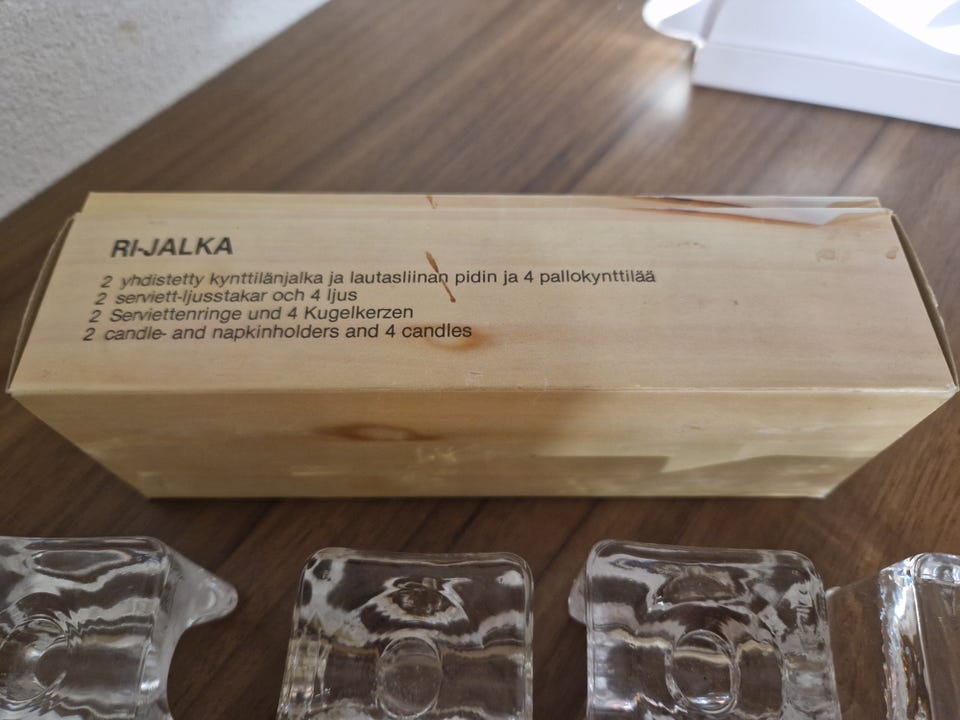 RI-JALKA
2 yhdistetty kynttilänjalka ja lautasliinan pidin ja 4 pallokynttilää
2 serviett-ljusstakar och 4 ljus
2 Serviettenringe und 4 Kugelkerzen
2 candle- and napkinholders and 4 candles